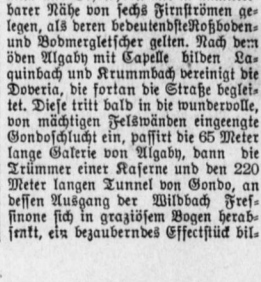 barer Nähe von sechs Firnströmen ge-
legen, als deren bedeutendste Roßboden-
und Bodmergletscher gelten. Nach dem
öden Algaby mit Capelle bilden La-
quinbach und Krummbach vereinigt die
Doveria, die fortan die Straße beglei-
tet. Diese tritt bald in die wundervolle,
von mächtigen Felswänden eingeengte
Gondoschlucht ein, passirt die 65 Meter
lange Galerie von Algaby, dann die
Trümmer einer Kaserne und den 220
Meter langen Tunnel von Gondo, an
dessen Ausgang der Wildbach Fres-
sinone sich in graziösem Bogen herab-
senkt, ein bezauberndes Effectstück bil-